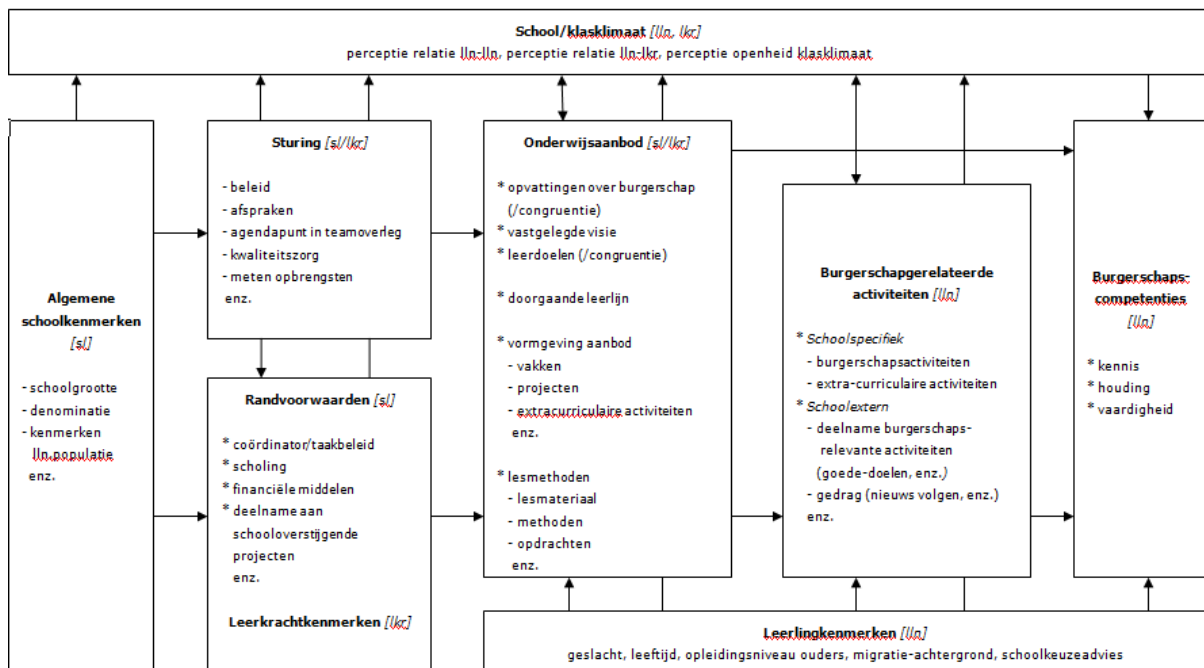 School/klasklimaat [lln, lkr]
perceptie relatie lln-lln, perceptie relatie lln-lkr, perceptie openheid klasklimaat
Algemene
schoolkenmerken
[sl]
- schoolgrootte
- denominatie
- kenmerken
lln.populatie
enz.
Sturing [sl/lkr]
- beleid
- afspraken
- agendapunt in teamoverleg
- kwaliteitszorg
- meten opbrengsten
enz.
Randvoorwaarden [sl]
* coördinator/taakbeleid
* scholing
* financiële middelen
* deelname aan
schooloverstijgende
projecten
enz.
Leerkrachtkenmerken [lkr]
Onderwijsaanbod [sl/lkr]
* opvattingen over burgerschap
(/congruentie)
* vastgelegde visie
* leerdoelen (/congruentie)
* doorgaande leerlijn
* vormgeving aanbod
- vakken
- projecten
- extracurriculaire activiteiten
enz.
* lesmethoden
- lesmateriaal
- methoden
- opdrachten
enz.
Burgerschapgerelateerde
activiteiten [lln]
* Schoolspecifiek
- burgerschapsactiviteiten
- extra-curriculaire activiteiten
* Schoolextern
- deelname burgerschaps-
relevante activiteiten
(goede-doelen, enz.)
- gedrag (nieuws volgen, enz.)
enz.
Burgerschaps-
competenties
[lln]
* kennis
* houding
* vaardigheid
Leerlingkenmerken [lln]
geslacht, leeftijd, opleidingsniveau ouders, migratie-achtergrond, schoolkeuzeadvies